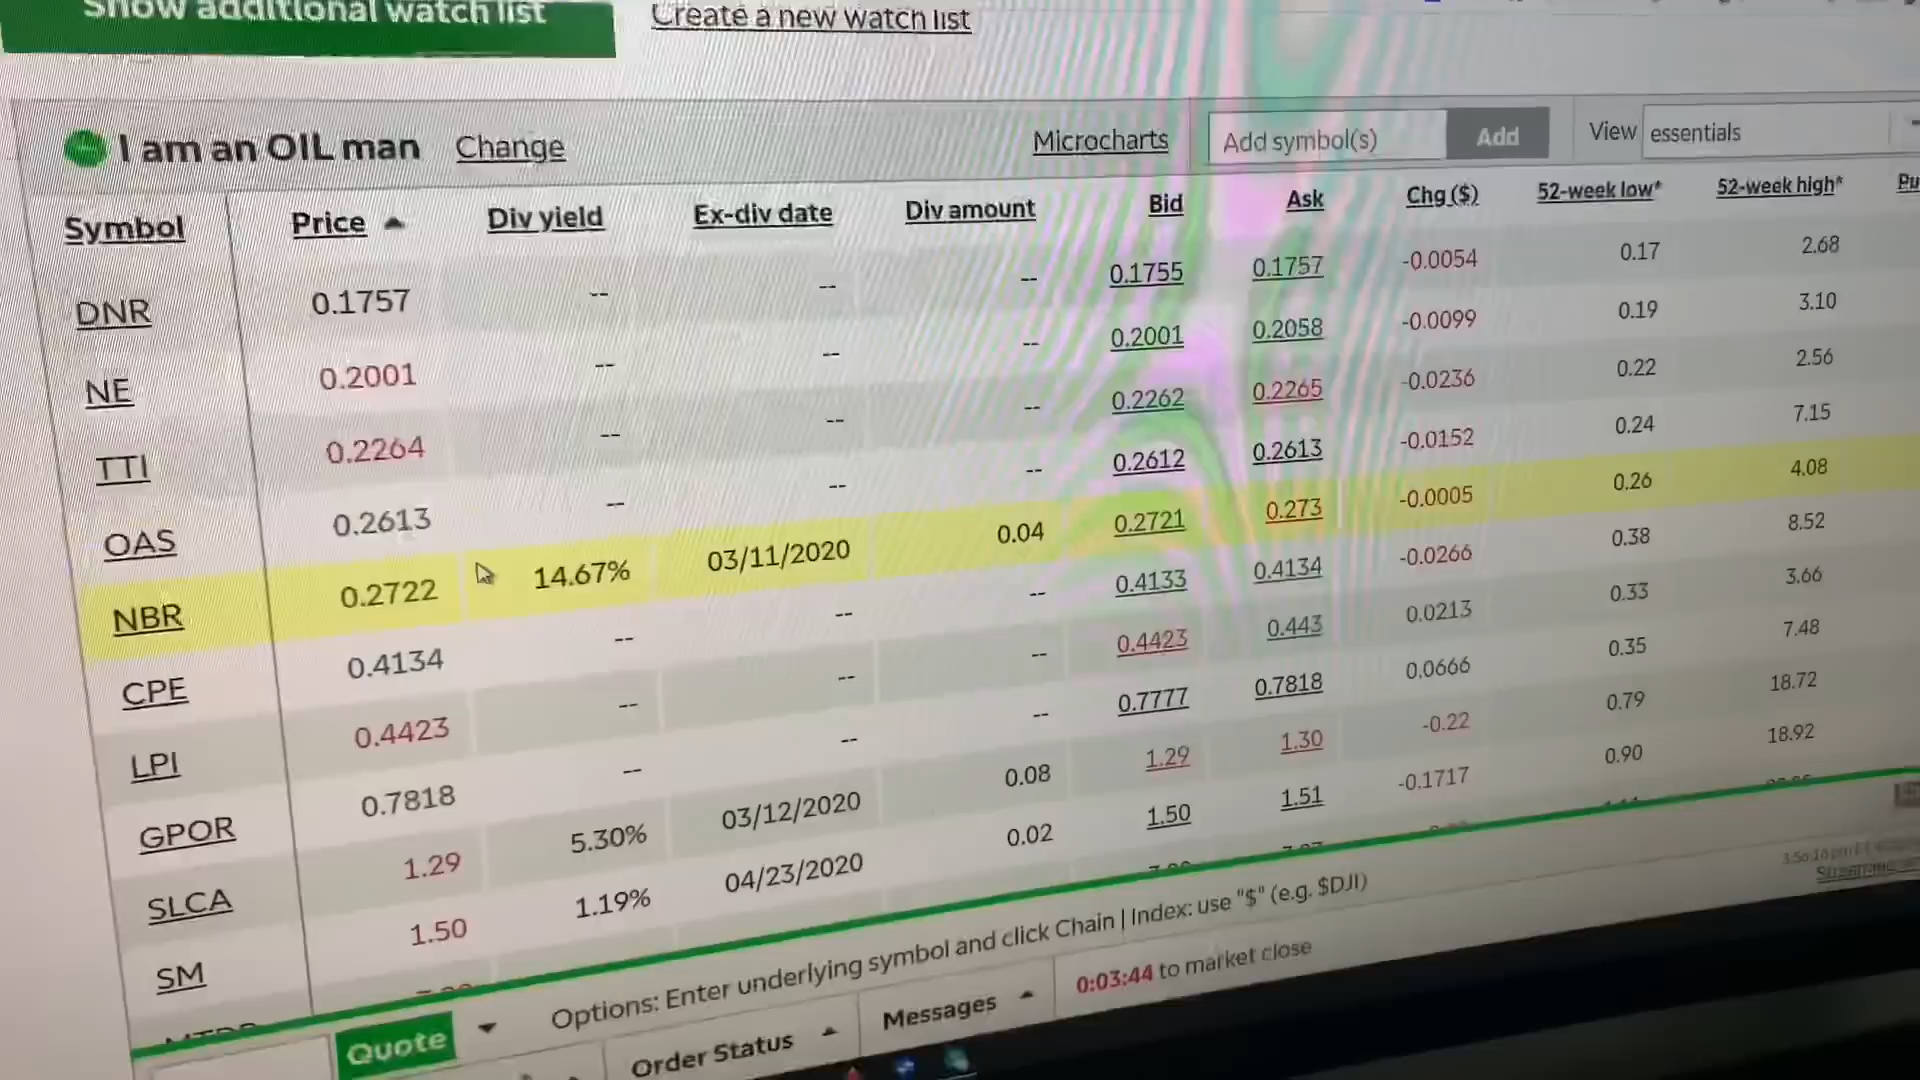 Show additional watch list
Create a new watch list
I am an OIL man Change Microcharts Add symbol(s) Add View essentials
Symbol Price Div yield Ex-div date Div amount Bid Ask Chg ($) 52-week low* 52-week high*
DNR 0.1757 -- -- -- 0.1755 0.1757 -0.0054 0.17 2.68
NE 0.2001 -- -- -- 0.2001 0.2058 -0.0099 0.19 3.10
TTI 0.2264 -- -- -- 0.2262 0.2265 -0.0236 0.22 2.56
OAS 0.2613 -- -- -- 0.2612 0.2613 -0.0152 0.24 7.15
NBR 0.2722 14.67% 03/11/2020 0.04 0.2721 0.273 -0.0005 0.26 4.08
CPE 0.4134 -- -- -- 0.4133 0.4134 -0.0266 0.38 8.52
LPI 0.4423 -- -- -- 0.4423 0.443 0.0213 0.33 3.66
GPOR 0.7818 -- -- -- 0.7777 0.7818 0.0666 0.35 7.48
SLCA 1.29 5.30% 03/12/2020 0.08 1.29 1.30 -0.22 0.79 18.72
SM 1.50 1.19% 04/23/2020 0.02 1.50 1.51 -0.1717 0.90 18.92
Quote Options: Enter underlying symbol and click Chain | Index: use "$" (e.g. $DJI)
Order Status Messages 0:03:44 to market close